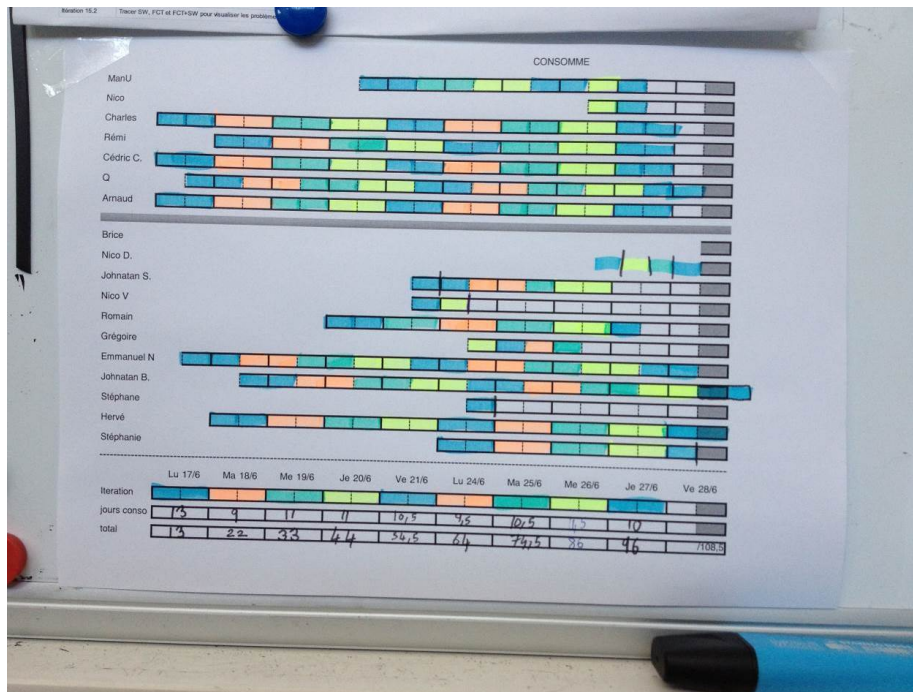 Itération 15.2 Tracer SW, FCT et FCT+SW pour visualiser les problème
CONSOMME
ManU
Nico
Charles
Rémi
Cédric C.
Q
Arnaud
Brice
Nico D.
Johnatan S.
Nico V
Romain
Grégoire
Emmanuel N
Johnatan B.
Stéphane
Hervé
Stéphanie
Lu 17/6 Ma 18/6 Me 19/6 Je 20/6 Ve 21/6 Lu 24/6 Ma 25/6 Me 26/6 Je 27/6 Ve 28/6
Iteration
jours conso 13 9 11 11 10,5 9,5 10,5 10
total 13 22 33 44 54,5 64 74,5 86 96 /108,5